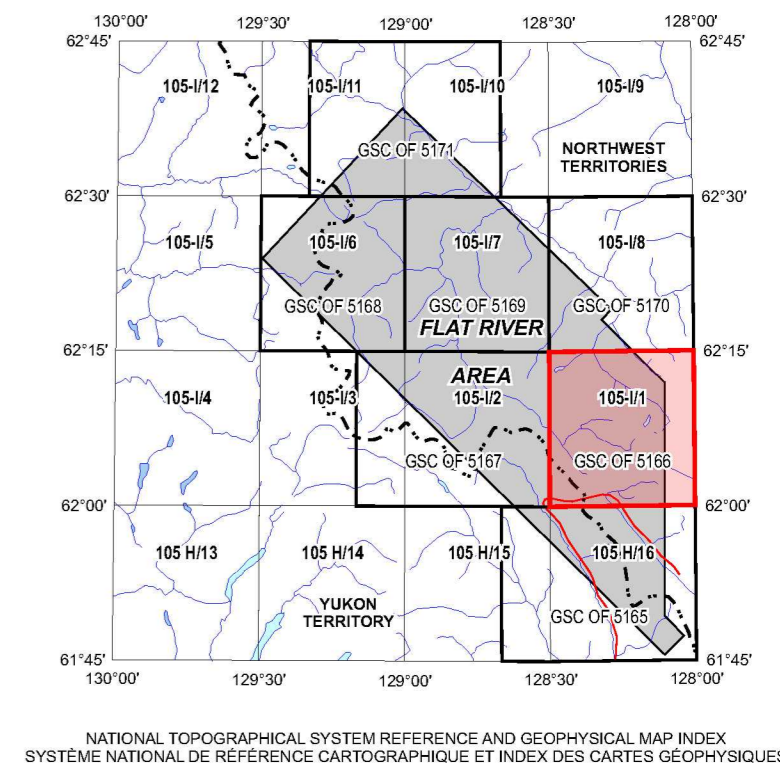 130°00' 129°30' 129°00' 128°30' 128°00'
62°45' 62°45'
105-I/12 105-I/11 105-I/10 105-I/9
GSC OF 5171
NORTHWEST
TERRITORIES
62°30' 62°30'
105-I/5 105-I/6 105-I/7 105-I/8
GSC OF 5168 GSC OF 5169 GSC OF 5170
FLAT RIVER
62°15' 62°15'
AREA
105-I/4 105-I/3 105-I/2 105-I/1
GSC OF 5167 GSC OF 5166
62°00' 62°00'
105 H/13 105 H/14 105 H/15 105 H/16
YUKON
TERRITORY
GSC OF 5165
61°45' 61°45'
130°00' 129°30' 129°00' 128°30' 128°00'
NATIONAL TOPOGRAPHICAL SYSTEM REFERENCE AND GEOPHYSICAL MAP INDEX
SYSTÈME NATIONAL DE RÉFÉRENCE CARTOGRAPHIQUE ET INDEX DES CARTES GÉOPHYSIQUES